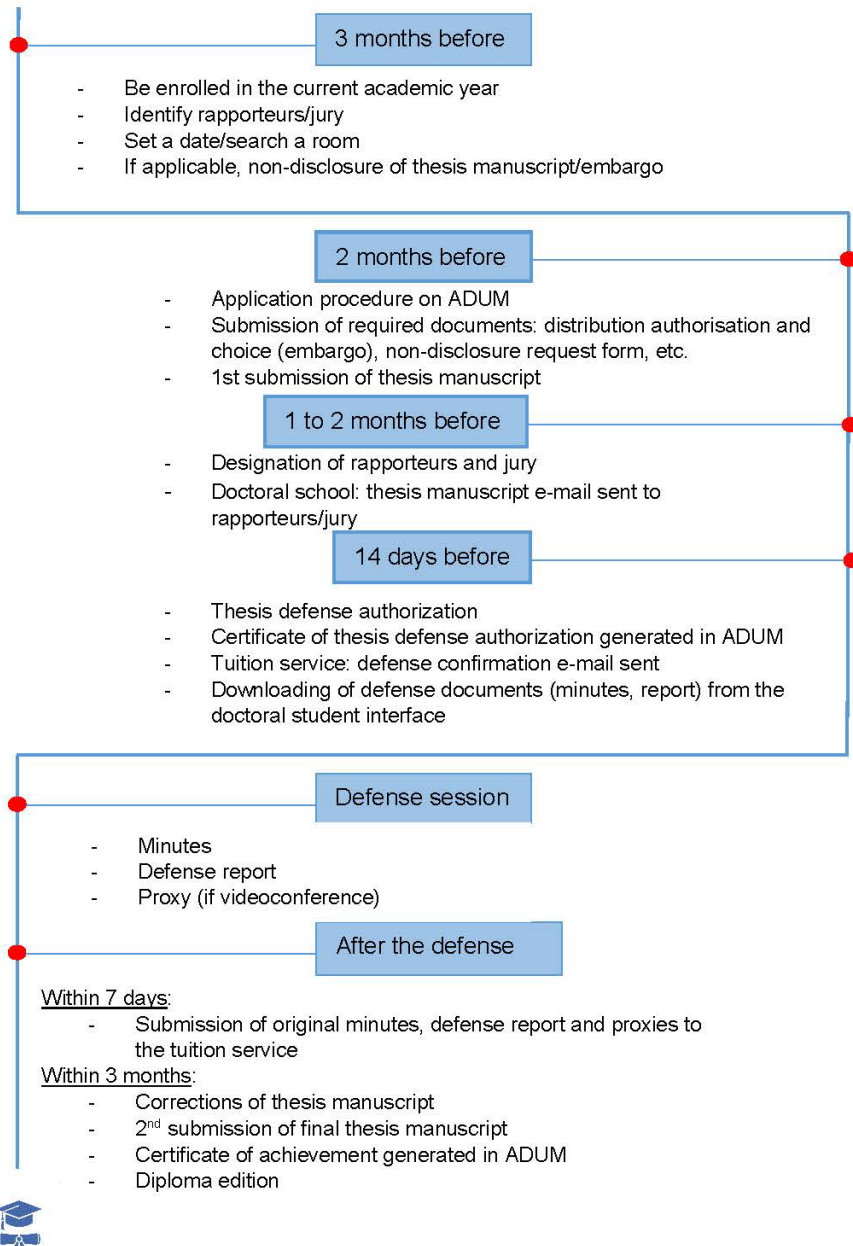 3 months before
- Be enrolled in the current academic year
- Identify rapporteurs/jury
- Set a date/search a room
- If applicable, non-disclosure of thesis manuscript/embargo
2 months before
- Application procedure on ADUM
- Submission of required documents: distribution authorisation and
choice (embargo), non-disclosure request form, etc.
- 1st submission of thesis manuscript
1 to 2 months before
- Designation of rapporteurs and jury
- Doctoral school: thesis manuscript e-mail sent to
rapporteurs/jury
14 days before
- Thesis defense authorization
- Certificate of thesis defense authorization generated in ADUM
- Tuition service: defense confirmation e-mail sent
- Downloading of defense documents (minutes, report) from the
doctoral student interface
Defense session
- Minutes
- Defense report
- Proxy (if videoconference)
After the defense
Within 7 days:
- Submission of original minutes, defense report and proxies to
the tuition service
Within 3 months:
- Corrections of thesis manuscript
- 2nd submission of final thesis manuscript
- Certificate of achievement generated in ADUM
- Diploma edition